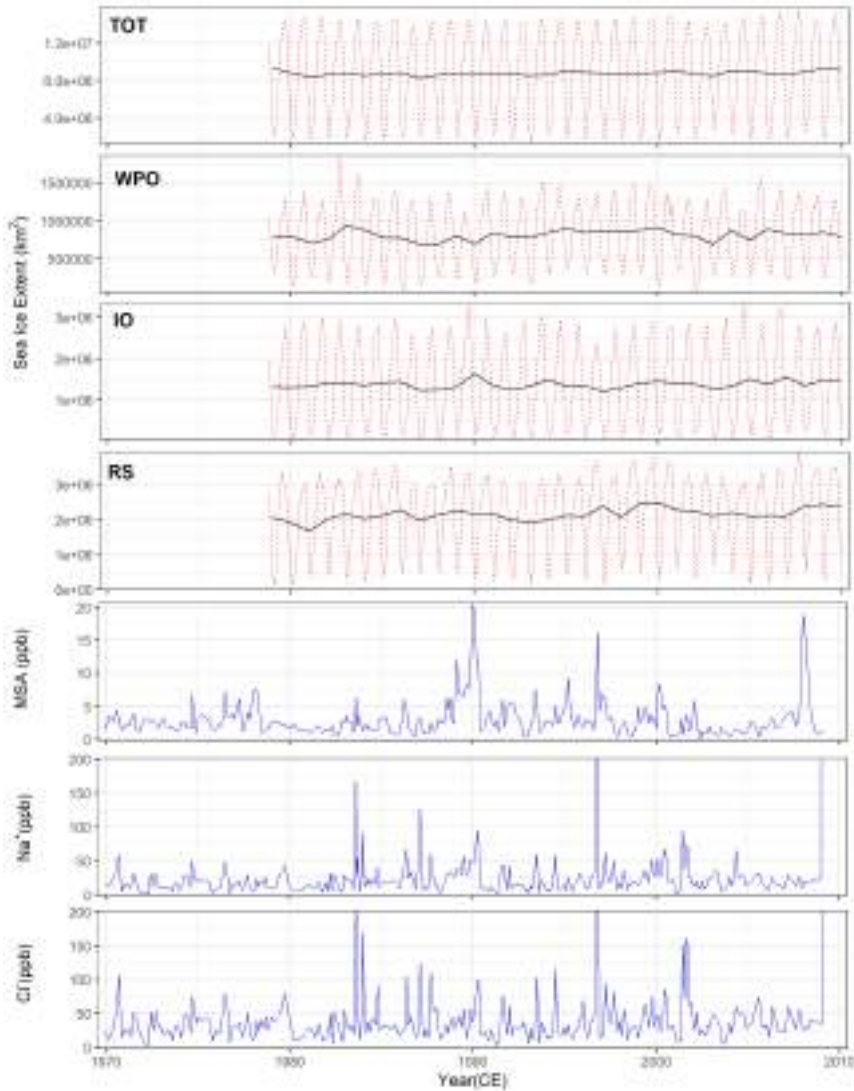 TOT
1.2e+07
8.0e+06
4.0e+06
WPO
1500000
1000000
500000
Sea Ice Extent (km²)
IO
3e+06
2e+06
1e+06
RS
3e+06
2e+06
1e+06
0e+00
MSA (ppb)
20
15
10
5
0
Na⁺(ppb)
200
150
100
50
0
Cl⁻(ppb)
200
150
100
50
0
1970
1980
1990
2000
2010
Year(CE)